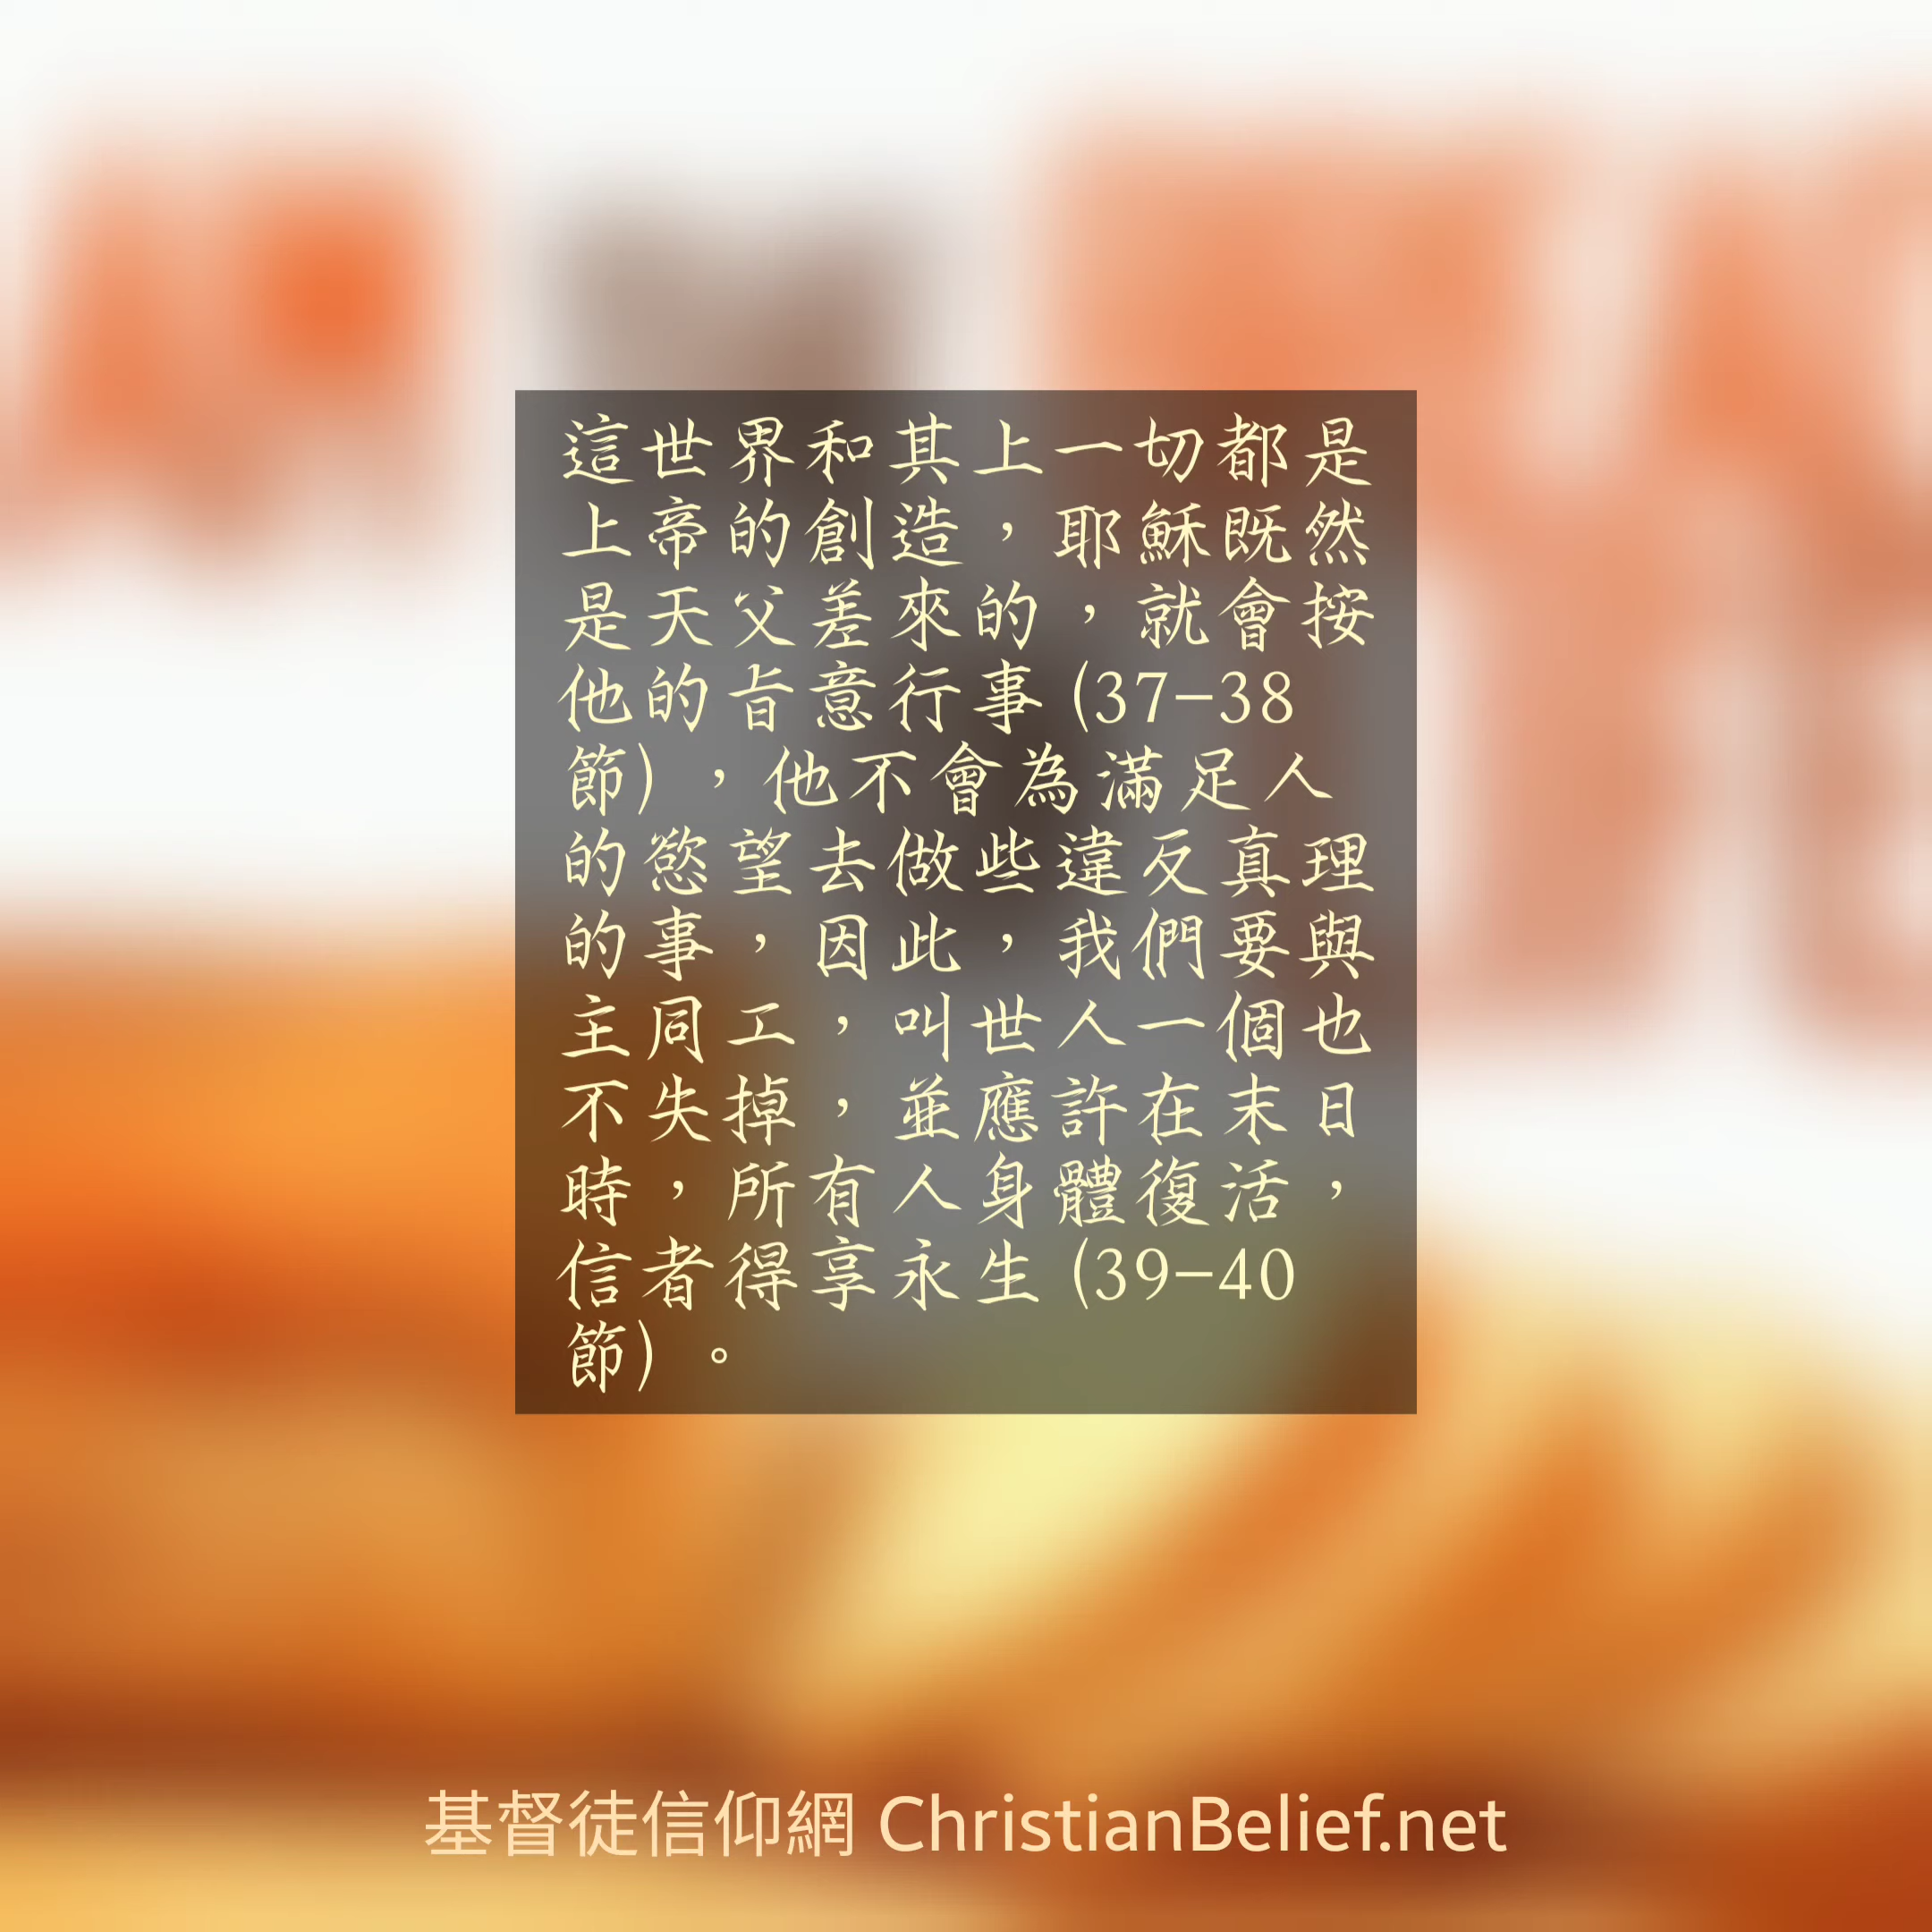 這世界和其上一切都是
上帝的創造，耶穌既然
是天父差來的，就會按
他的旨意行事(37-38
節)，他不會為滿足人
的慾望去做些違反真理
的事，因此，我們要與
主同工，叫世人一個也
不失掉，並應許在末日
時，所有人身體復活，
信者得享永生(39-40
節)。
基督徒信仰網 ChristianBelief.net